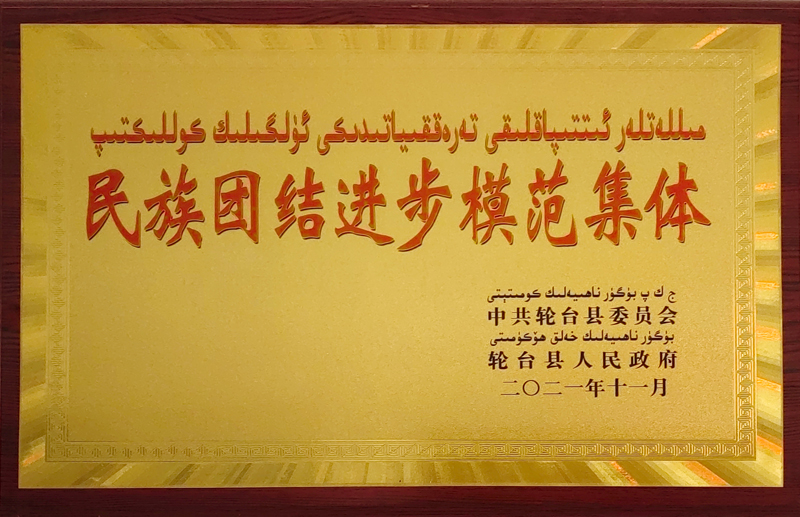 مىللەتلەر ئىتتىپاقلىقى تەرەققىياتىدىكى ئۈلگىلىك كوللىكتىپ
民族团结进步模范集体
ج ك پ بۈگۈر ناھىيەلىك كومىتېتى
中共轮台县委员会
بۈگۈر ناھىيەلىك خەلق ھۆكۈمىتى
轮台县人民政府
二〇二一年十一月